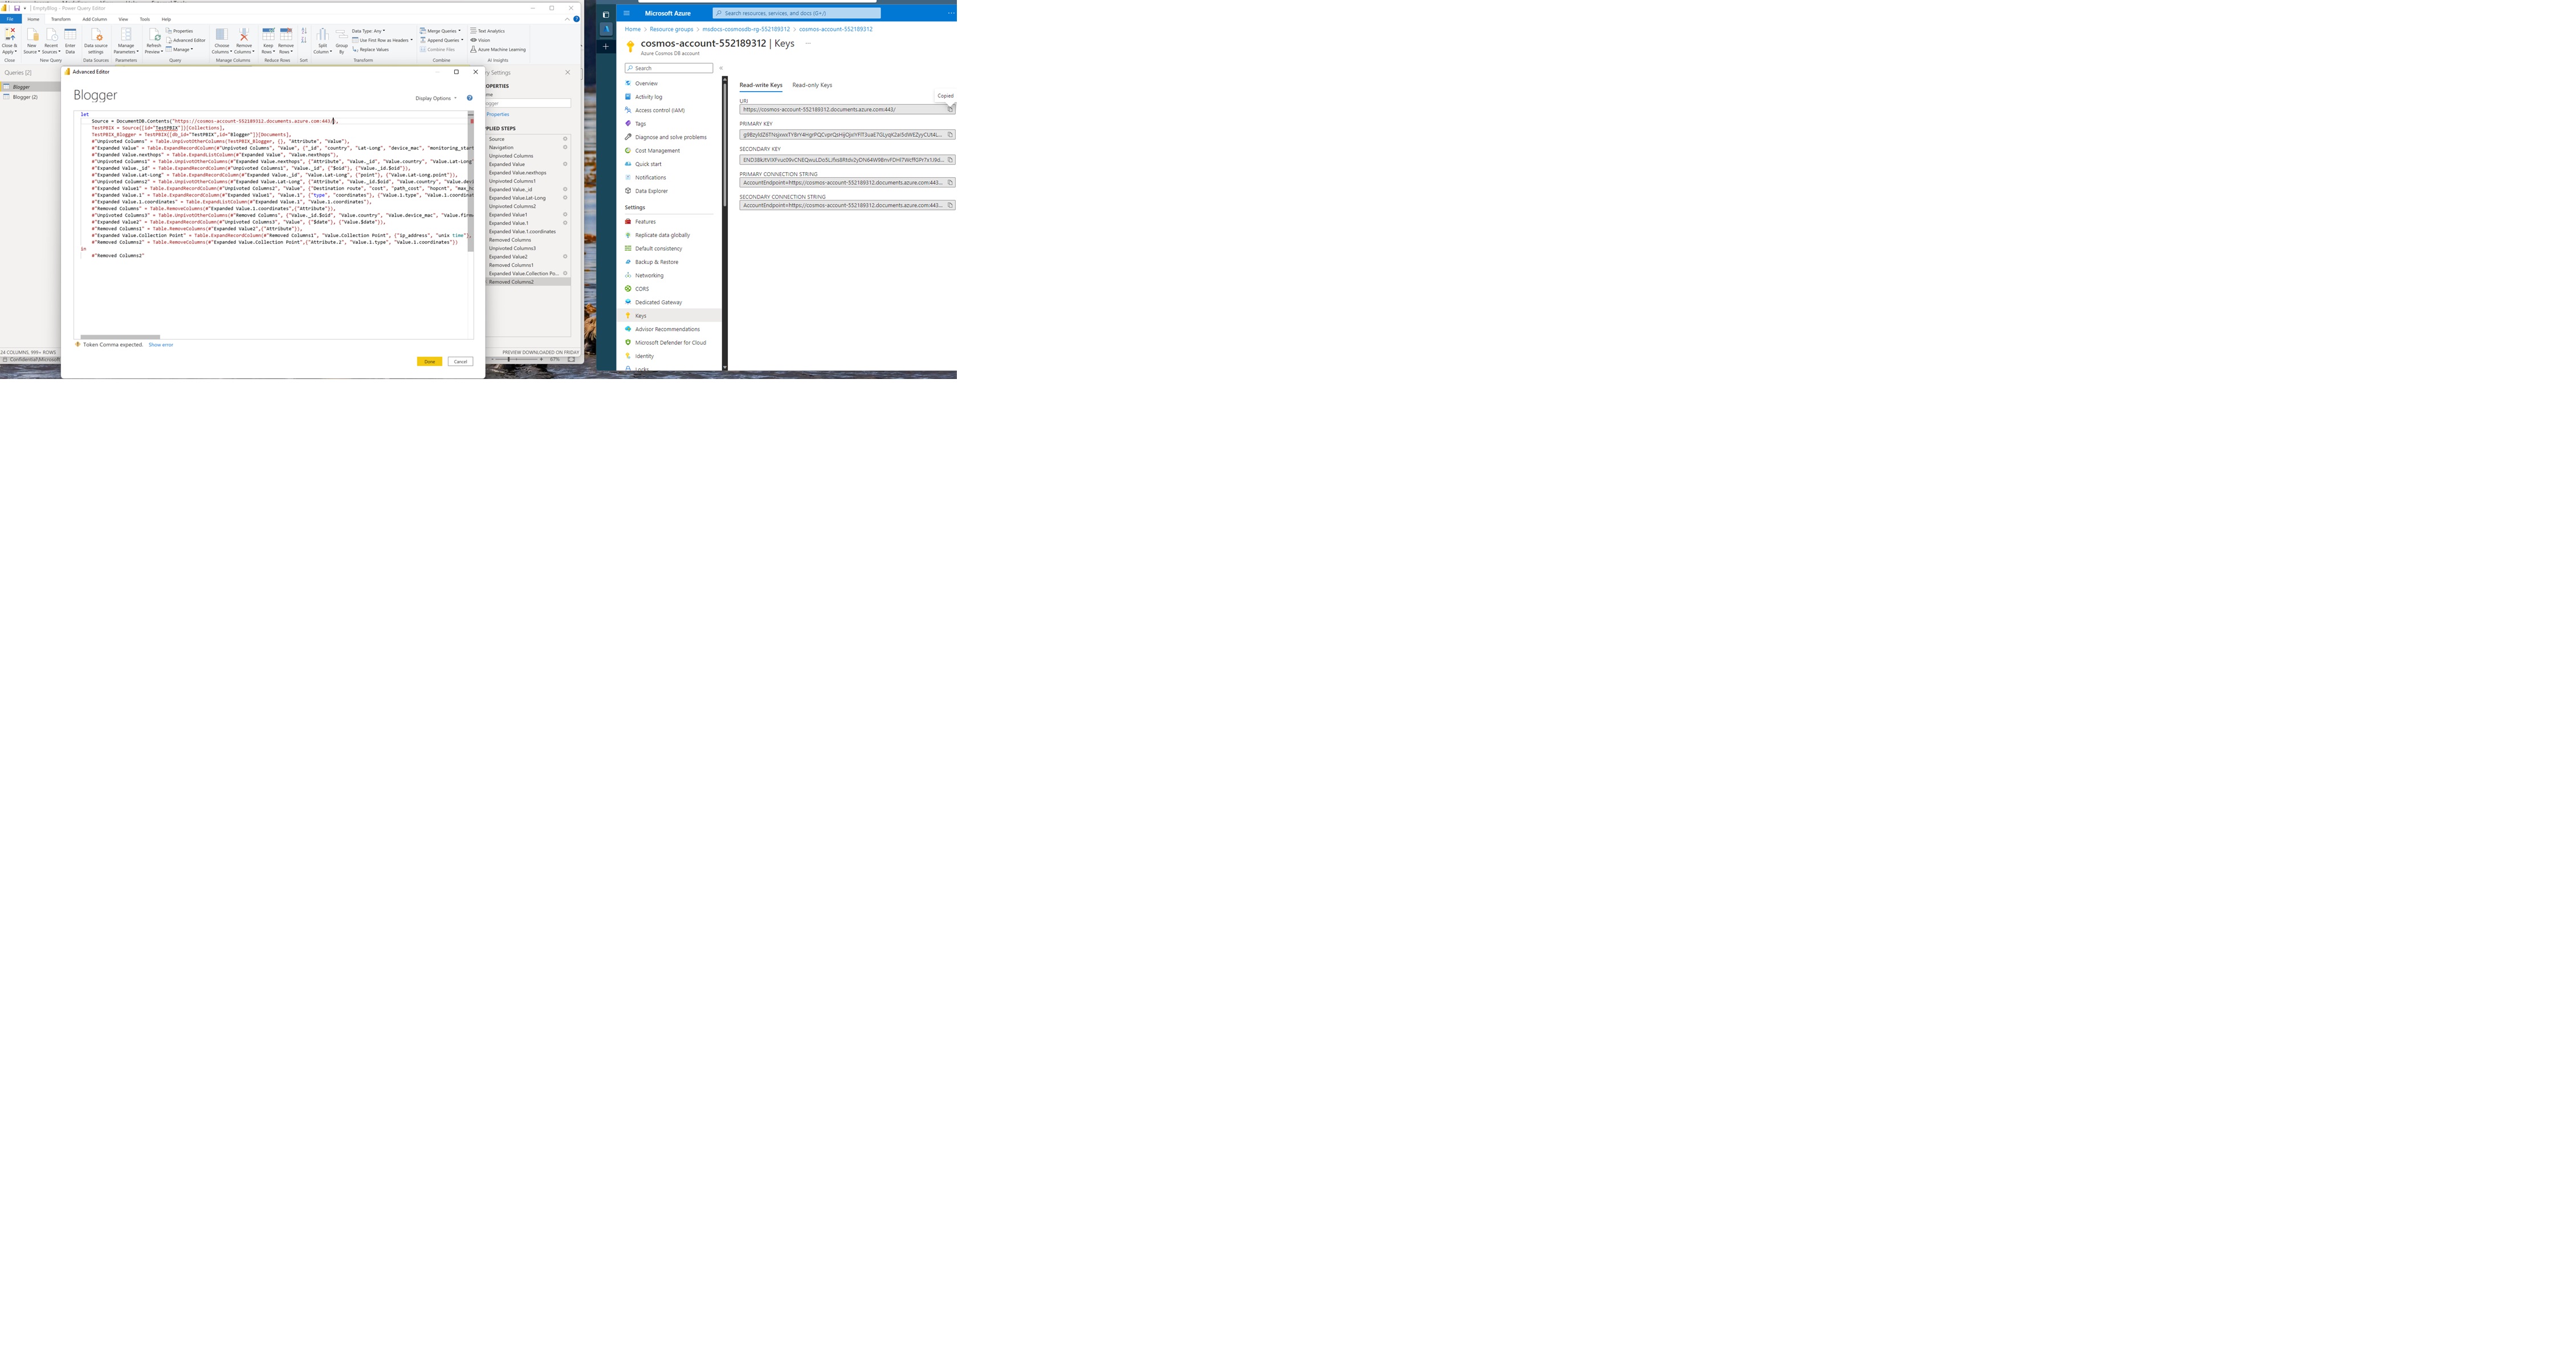 EmptyBlog - Power Query Editor
File Home Transform Add Column View Tools Help
Close & Apply
New Source
Recent Sources
Enter Data
Data source settings
Manage Parameters
Refresh Preview
Properties
Advanced Editor
Manage
Choose Columns
Remove Columns
Keep Rows
Remove Rows
Split Column
Group By
Data Type: Any
Use First Row as Headers
Replace Values
Merge Queries
Append Queries
Combine Files
Text Analytics
Vision
Azure Machine Learning
Close New Query Data Sources Parameters Query Manage Columns Reduce Rows Sort Transform Combine AI Insights
Queries [2]
Blogger
Blogger (2)
Advanced Editor
Blogger
Display Options
let
Source = DocumentDB.Contents("https://cosmos-account-552189312.documents.azure.com:443/),
TestPBIX = Source{[id="TestPBIX"]}[Collections],
TestPBIX_Blogger = TestPBIX{[db_id="TestPBIX",id="Blogger"]}[Documents],
#"Unpivoted Columns" = Table.UnpivotOtherColumns(TestPBIX_Blogger, {}, "Attribute", "Value"),
#"Expanded Value" = Table.ExpandRecordColumn(#"Unpivoted Columns", "Value", {"_id", "country", "Lat-Long", "device_mac", "monitoring_star
#"Expanded Value.nexthops" = Table.ExpandListColumn(#"Expanded Value", "Value.nexthops"),
#"Unpivoted Columns1" = Table.UnpivotOtherColumns(#"Expanded Value.nexthops", {"Attribute", "Value._id", "Value.country", "Value.Lat-Long"
#"Expanded Value._id" = Table.ExpandRecordColumn(#"Unpivoted Columns1", "Value._id", {"$oid"}, {"Value._id.$oid"}),
#"Expanded Value.Lat-Long" = Table.ExpandRecordColumn(#"Expanded Value._id", "Value.Lat-Long", {"point"}, {"Value.Lat-Long.point"}),
#"Unpivoted Columns2" = Table.UnpivotOtherColumns(#"Expanded Value.Lat-Long", {"Attribute", "Value._id.$oid", "Value.country", "Value.dev
#"Expanded Value1" = Table.ExpandRecordColumn(#"Unpivoted Columns2", "Value", {"Destination route", "cost", "path_cost", "hopcnt", "max_h
#"Expanded Value.1" = Table.ExpandRecordColumn(#"Expanded Value1", "Value.1", {"type", "coordinates"}, {"Value.1.type", "Value.1.coordinat
#"Expanded Value.1.coordinates" = Table.ExpandListColumn(#"Expanded Value.1", "Value.1.coordinates"),
#"Removed Columns" = Table.RemoveColumns(#"Expanded Value.1.coordinates",{"Attribute"}),
#"Unpivoted Columns3" = Table.UnpivotOtherColumns(#"Removed Columns", {"Value._id.$oid", "Value.country", "Value.device_mac", "Value.firm
#"Expanded Value2" = Table.ExpandRecordColumn(#"Unpivoted Columns3", "Value", {"$date"}, {"Value.$date"}),
#"Removed Columns1" = Table.RemoveColumns(#"Expanded Value2",{"Attribute"}),
#"Expanded Value.Collection Point" = Table.ExpandRecordColumn(#"Removed Columns1", "Value.Collection Point", {"ip_address", "unix time"},
#"Removed Columns2" = Table.RemoveColumns(#"Expanded Value.Collection Point",{"Attribute.2", "Value.1.type", "Value.1.coordinates"})
in
#"Removed Columns2"
Token Comma expected. Show error
Done Cancel
y Settings
OPERTIES
me
logger
Properties
PPLIED STEPS
Source
Navigation
Unpivoted Columns
Expanded Value
Expanded Value.nexthops
Unpivoted Columns1
Expanded Value._id
Expanded Value.Lat-Long
Unpivoted Columns2
Expanded Value1
Expanded Value.1
Expanded Value.1.coordinates
Removed Columns
Unpivoted Columns3
Expanded Value2
Removed Columns1
Expanded Value.Collection Po...
Removed Columns2
24 COLUMNS, 999+ ROWS
PREVIEW DOWNLOADED ON FRIDAY
Confidential\Microsoft
67%
Microsoft Azure
Search resources, services, and docs (G+/)
Home > Resource groups > msdocs-cosmosdb-rg-552189312 > cosmos-account-552189312
cosmos-account-552189312 | Keys ...
Azure Cosmos DB account
Search
Overview
Activity log
Access control (IAM)
Tags
Diagnose and solve problems
Cost Management
Quick start
Notifications
Data Explorer
Settings
Features
Replicate data globally
Default consistency
Backup & Restore
Networking
CORS
Dedicated Gateway
Keys
Advisor Recommendations
Microsoft Defender for Cloud
Identity
Locks
Read-write Keys Read-only Keys
Copied
URI
https://cosmos-account-552189312.documents.azure.com:443/
PRIMARY KEY
SECONDARY KEY
PRIMARY CONNECTION STRING
AccountEndpoint=https://cosmos-account-552189312.documents.azure.com:443...
SECONDARY CONNECTION STRING
AccountEndpoint=https://cosmos-account-552189312.documents.azure.com:443...